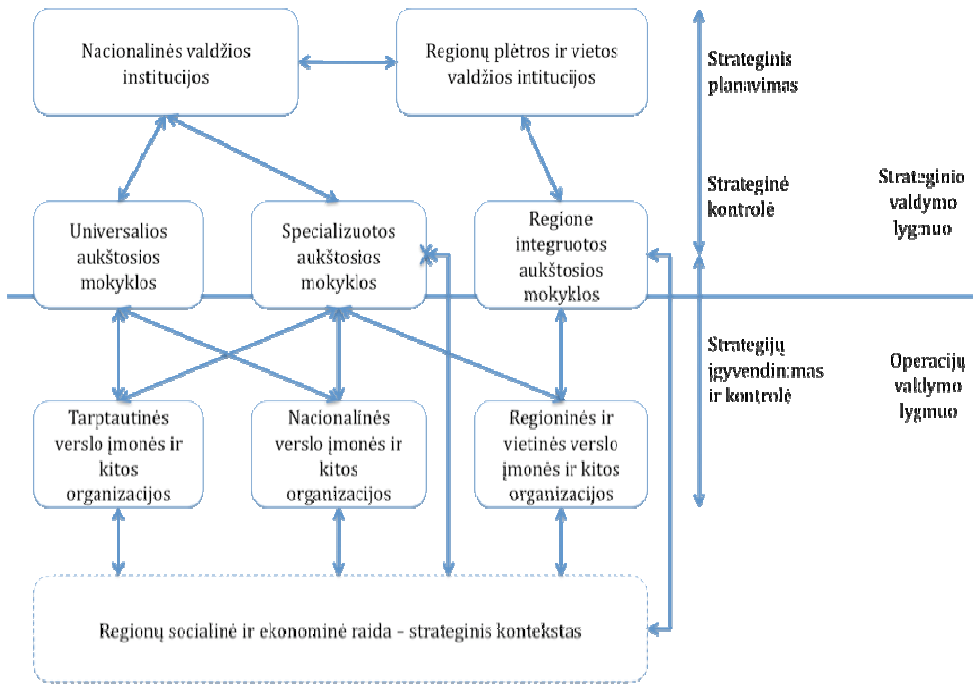 Nacionalinės valdžios
institucijos
Regionų plėtros ir vietos
valdžios intitucijos
Strateginis
planavimas
Universalios
aukštosios
mokyklos
Specializuotos
aukštosios
mokyklos
Regione
integruotos
aukštosios
mokyklos
Strateginė
kontrolė
Strateginio
valdymo
lygmuo
Strategijų
įgyvendinimas
ir kontrolė
Operacijų
valdymo
lygmuo
Tarptautinės
verslo įmonės ir
kitos
organizacijos
Nacionalinės
verslo įmonės ir
kitos
organizacijos
Regioninės ir
vietinės verslo
įmonės ir kitos
organizacijos
Regionų socialinė ir ekonominė raida – strateginis kontekstas